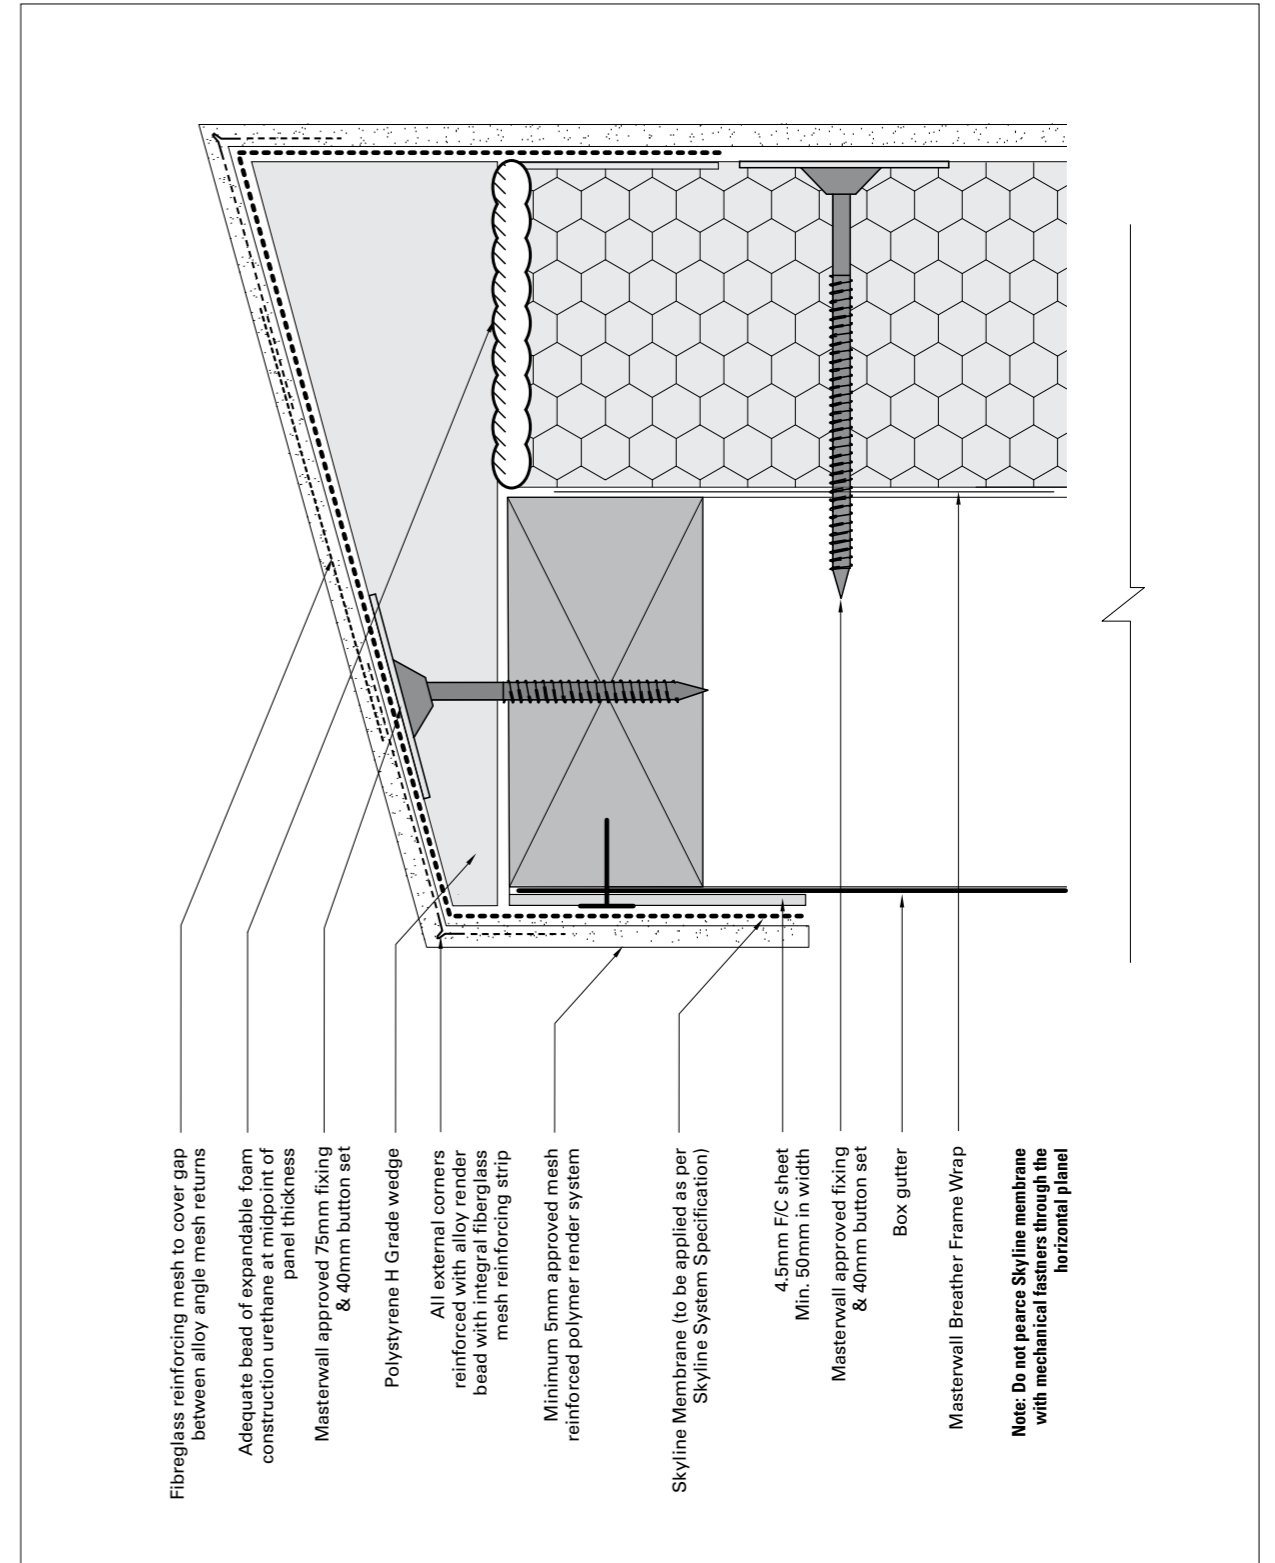 Fibreglass reinforcing mesh to cover gap
between alloy angle mesh returns
Adequate bead of expandable foam
construction urethane at midpoint of
panel thickness
Masterwall approved 75mm fixing
& 40mm button set
Polystyrene H Grade wedge
All external corners
reinforced with alloy render
bead with integral fiberglass
mesh reinforcing strip
Minimum 5mm approved mesh
reinforced polymer render system
Skyline Membrane (to be applied as per
Skyline System Specification)
4.5mm F/C sheet
Min. 50mm in width
Masterwall approved fixing
& 40mm button set
Box gutter
Masterwall Breather Frame Wrap
Note: Do not pearce Skyline membrane
with mechanical fastners through the
horizontal planel